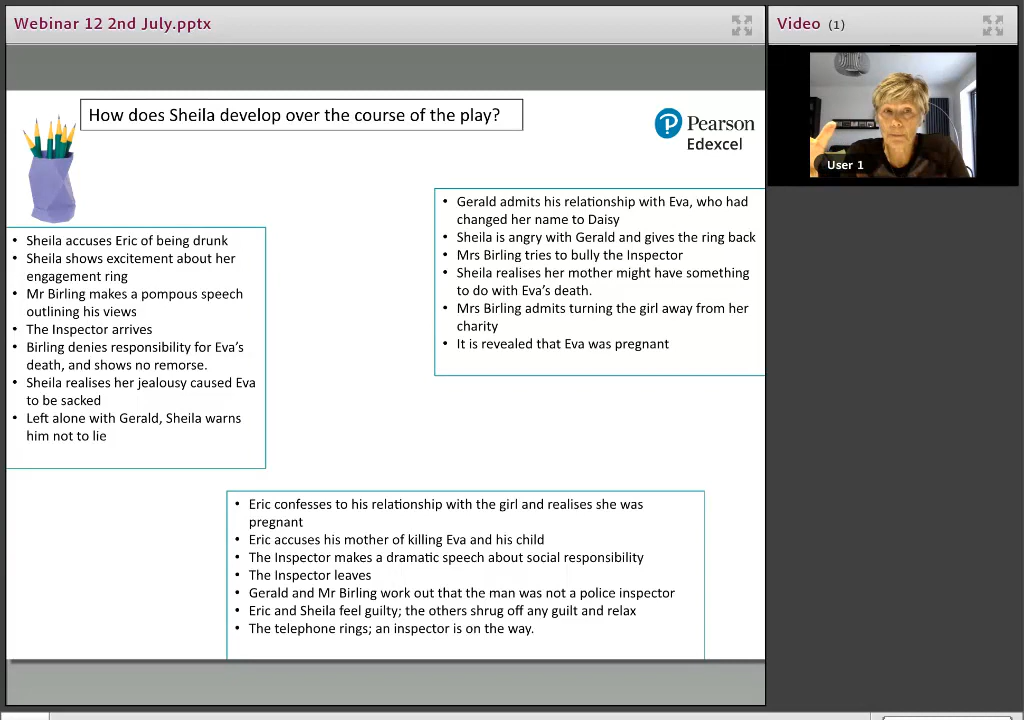 Webinar 12 2nd July.pptx
Video (1)
User 1
How does Sheila develop over the course of the play?
Pearson
Edexcel
• Sheila accuses Eric of being drunk
• Sheila shows excitement about her
engagement ring
• Mr Birling makes a pompous speech
outlining his views
• The Inspector arrives
• Birling denies responsibility for Eva's
death, and shows no remorse.
• Sheila realises her jealousy caused Eva
to be sacked
• Left alone with Gerald, Sheila warns
him not to lie
• Gerald admits his relationship with Eva, who had
changed her name to Daisy
• Sheila is angry with Gerald and gives the ring back
• Mrs Birling tries to bully the Inspector
• Sheila realises her mother might have something
to do with Eva's death.
• Mrs Birling admits turning the girl away from her
charity
• It is revealed that Eva was pregnant
• Eric confesses to his relationship with the girl and realises she was
pregnant
• Eric accuses his mother of killing Eva and his child
• The Inspector makes a dramatic speech about social responsibility
• The Inspector leaves
• Gerald and Mr Birling work out that the man was not a police inspector
• Eric and Sheila feel guilty; the others shrug off any guilt and relax
• The telephone rings; an inspector is on the way.